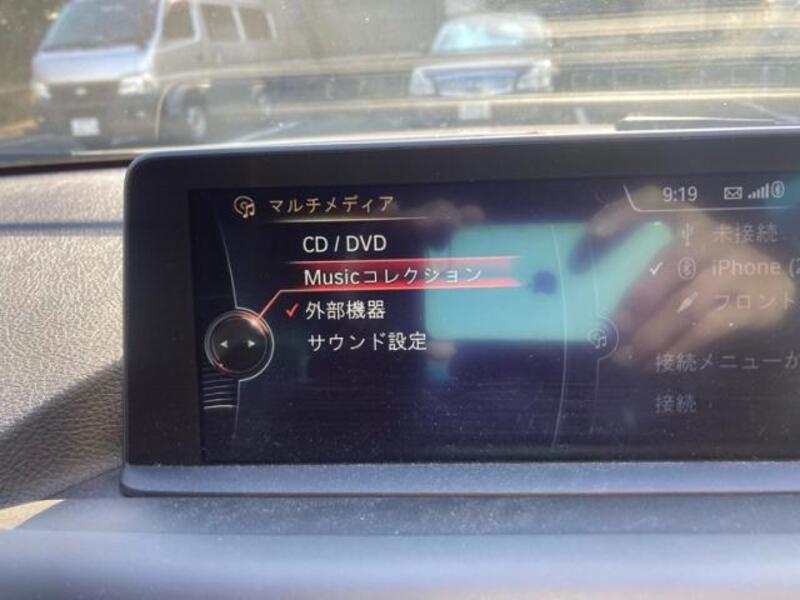 マルチメディア
9:19
CD / DVD
Musicコレクション
外部機器
サウンド設定
未接続
iPhone (
フロント
接続メニューか
接続